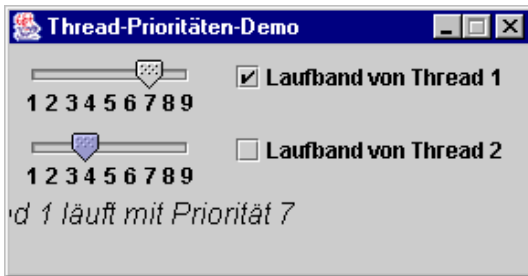 Thread-Prioritäten-Demo
1 2 3 4 5 6 7 8 9
Laufband von Thread 1
1 2 3 4 5 6 7 8 9
Laufband von Thread 2
d 1 läuft mit Priorität 7